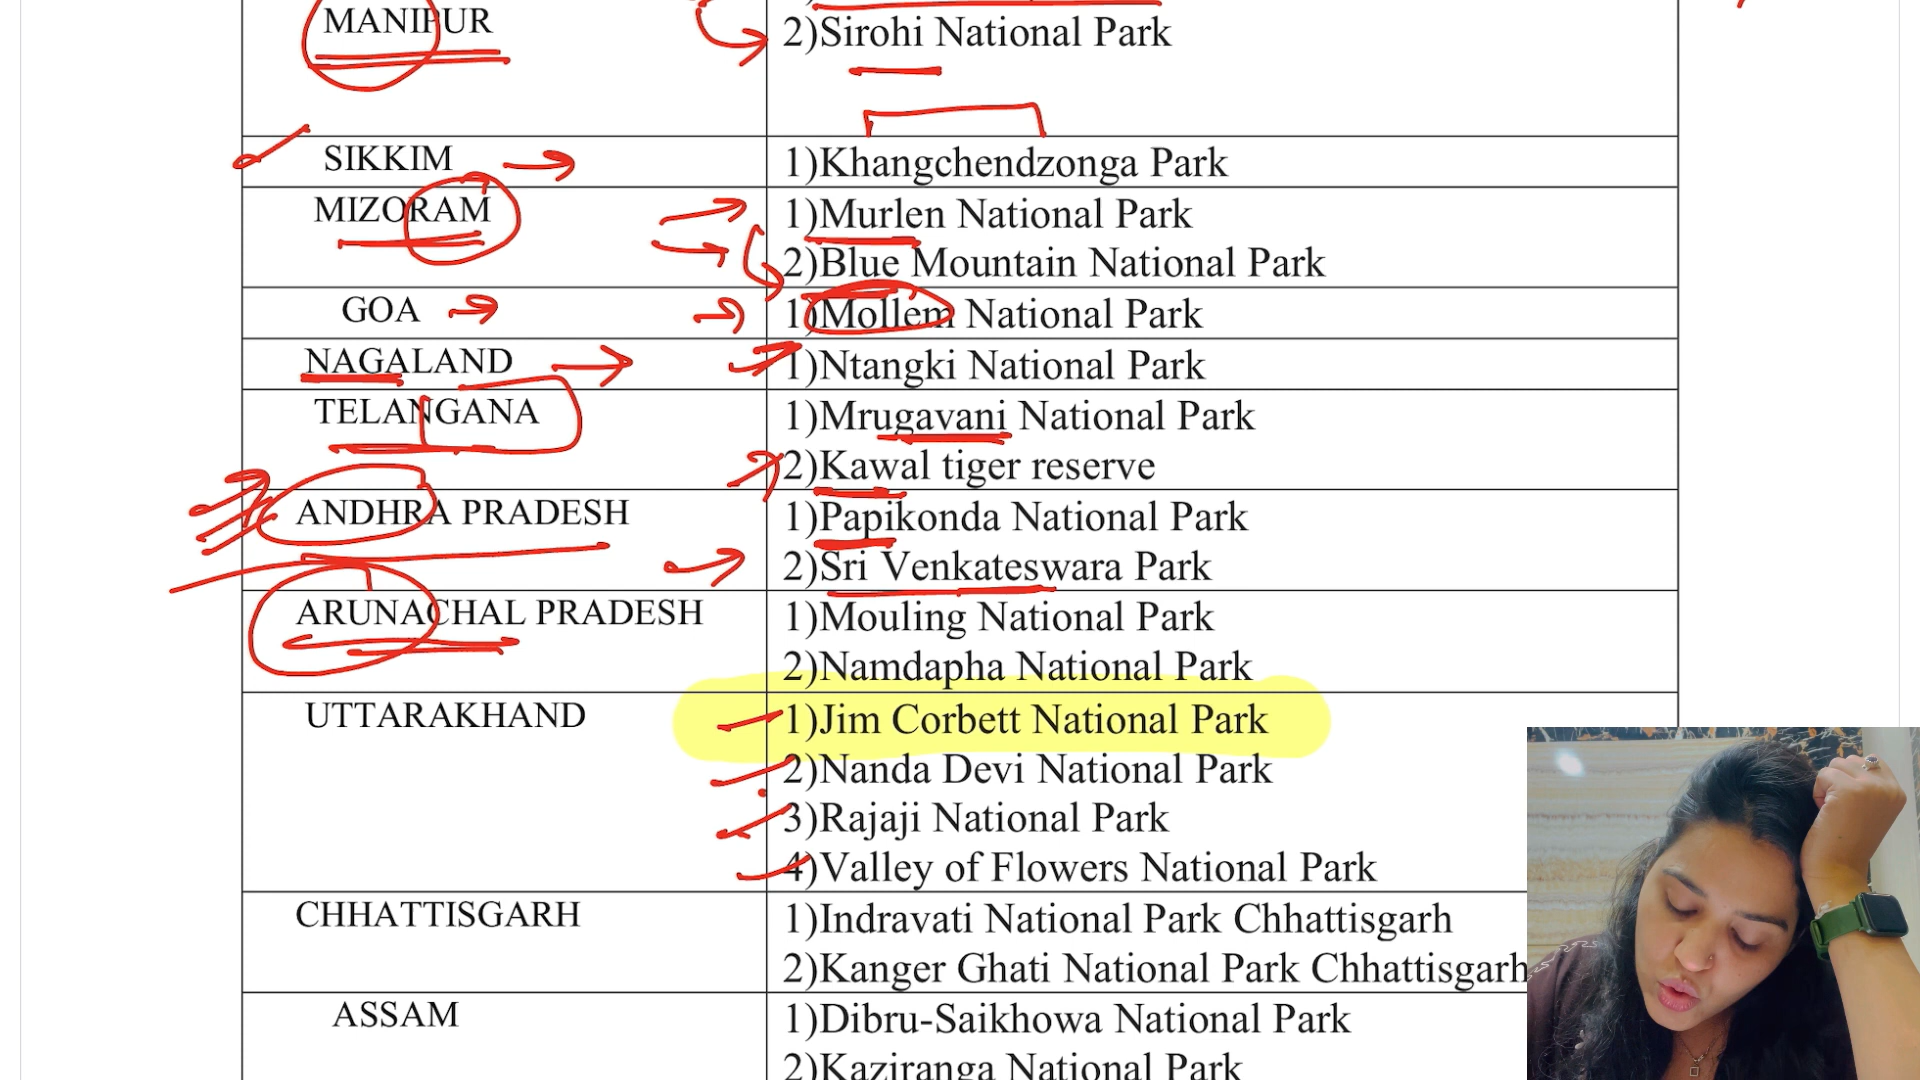 MANIPUR
2)Sirohi National Park
SIKKIM
1)Khangchendzonga Park
MIZORAM
1)Murlen National Park
2)Blue Mountain National Park
GOA
1)Mollem National Park
NAGALAND
1)Ntangki National Park
TELANGANA
1)Mrugavani National Park
2)Kawal tiger reserve
ANDHRA PRADESH
1)Papikonda National Park
2)Sri Venkateswara Park
ARUNACHAL PRADESH
1)Mouling National Park
2)Namdapha National Park
UTTARAKHAND
1)Jim Corbett National Park
2)Nanda Devi National Park
3)Rajaji National Park
4)Valley of Flowers National Park
CHHATTISGARH
1)Indravati National Park Chhattisgarh
2)Kanger Ghati National Park Chhattisgarh
ASSAM
1)Dibru-Saikhowa National Park
2)Kaziranga National Park